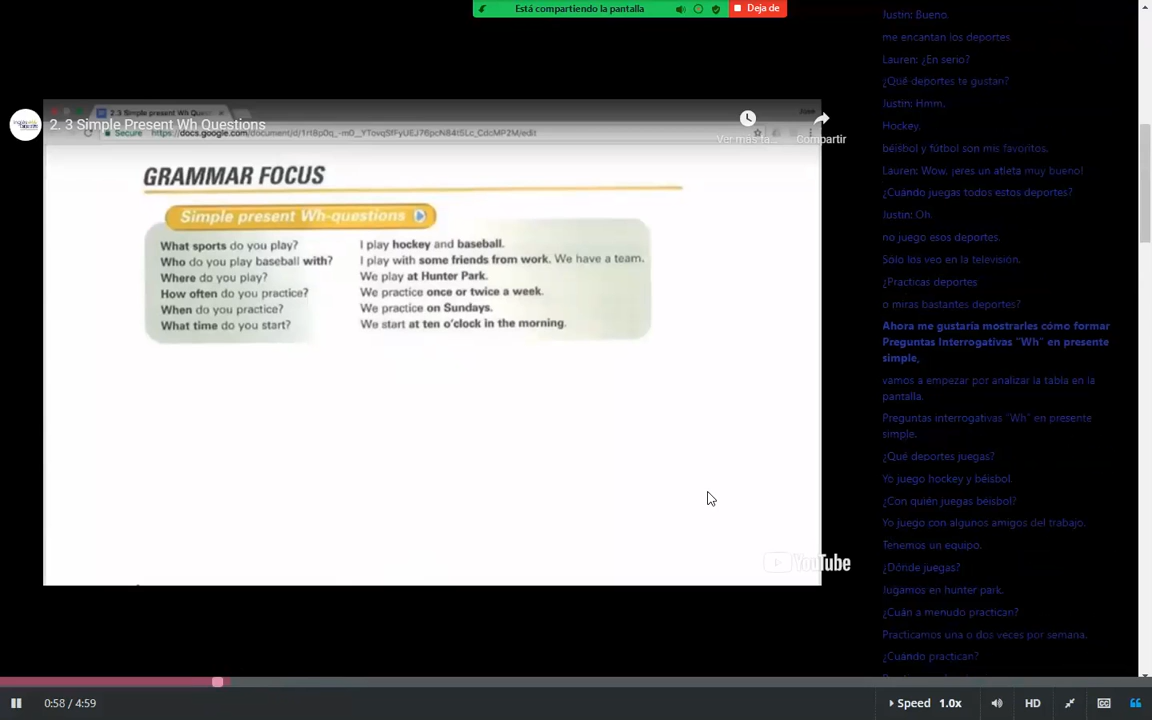 Está compartiendo la pantalla
Deja de
2. 3 Simple Present Wh Questions
Secure
Compartir
GRAMMAR FOCUS
Simple present Wh-questions
What sports do you play? I play hockey and baseball.
Who do you play baseball with? I play with some friends from work. We have a team.
Where do you play? We play at Hunter Park.
How often do you practice? We practice once or twice a week.
When do you practice? We practice on Sundays.
What time do you start? We start at ten o'clock in the morning.
YouTube
Justin: Bueno.
me encantan los deportes
Lauren: ¿En serio?
¿Qué deportes te gustan?
Justin: Hmm.
Hockey.
béisbol y fútbol son mis favoritos.
Lauren: Wow, ¡eres un atleta muy bueno!
¿Cuándo juegas todos estos deportes?
Justin: Oh.
no juego esos deportes.
Sólo los veo en la televisión.
¿Practicas deportes
o miras bastantes deportes?
Ahora me gustaría mostrarles cómo formar
Preguntas Interrogativas "Wh" en presente
simple,
vamos a empezar por analizar la tabla en la
pantalla.
Preguntas interrogativas "Wh" en presente
simple.
¿Qué deportes juegas?
Yo juego hockey y béisbol.
¿Con quién juegas béisbol?
Yo juego con algunos amigos del trabajo.
Tenemos un equipo.
¿Dónde juegas?
Jugamos en hunter park.
¿Cuán a menudo practican?
Practicamos una o dos veces por semana.
¿Cuándo practican?
0:58 / 4:59
Speed 1.0x
HD